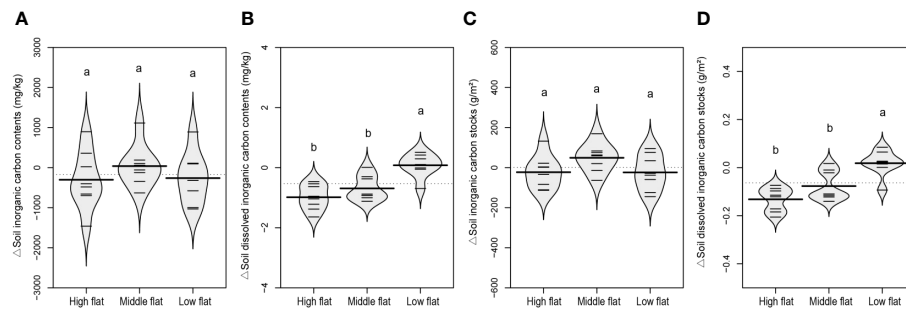 A
△Soil inorganic carbon contents (mg/kg)
3000
2000
1000
0
−1000
−2000
−3000
a
a
a
High flat
Middle flat
Low flat
B
△Soil dissolved inorganic carbon contents (mg/kg)
4
2
0
−2
−4
b
b
a
High flat
Middle flat
Low flat
C
△Soil inorganic carbon stocks (g/m²)
600
400
200
0
−200
−400
−600
a
a
a
High flat
Middle flat
Low flat
D
△Soil dissolved inorganic carbon stocks (g/m²)
0.4
0.2
0.0
−0.2
−0.4
b
b
a
High flat
Middle flat
Low flat